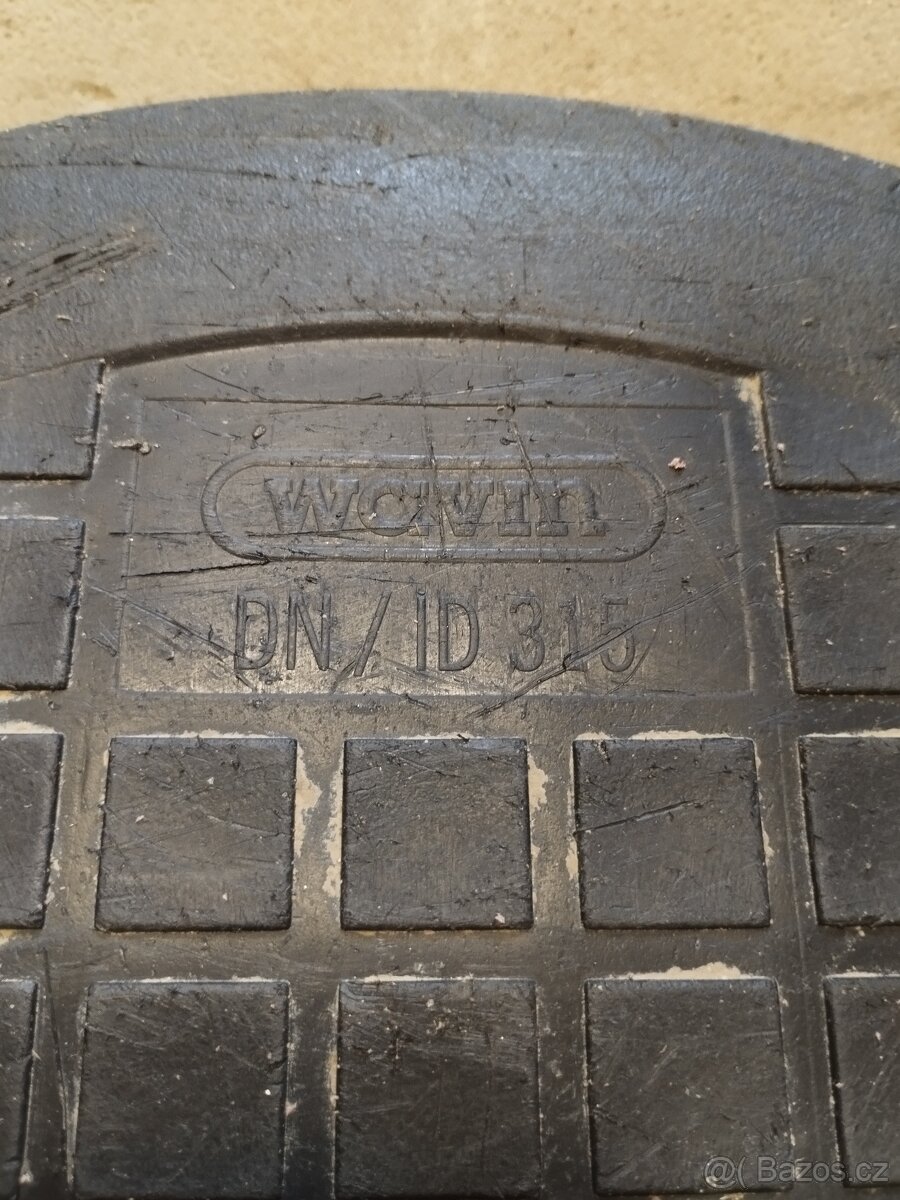 wavin
DN / ID 315
@( Bazos.cz